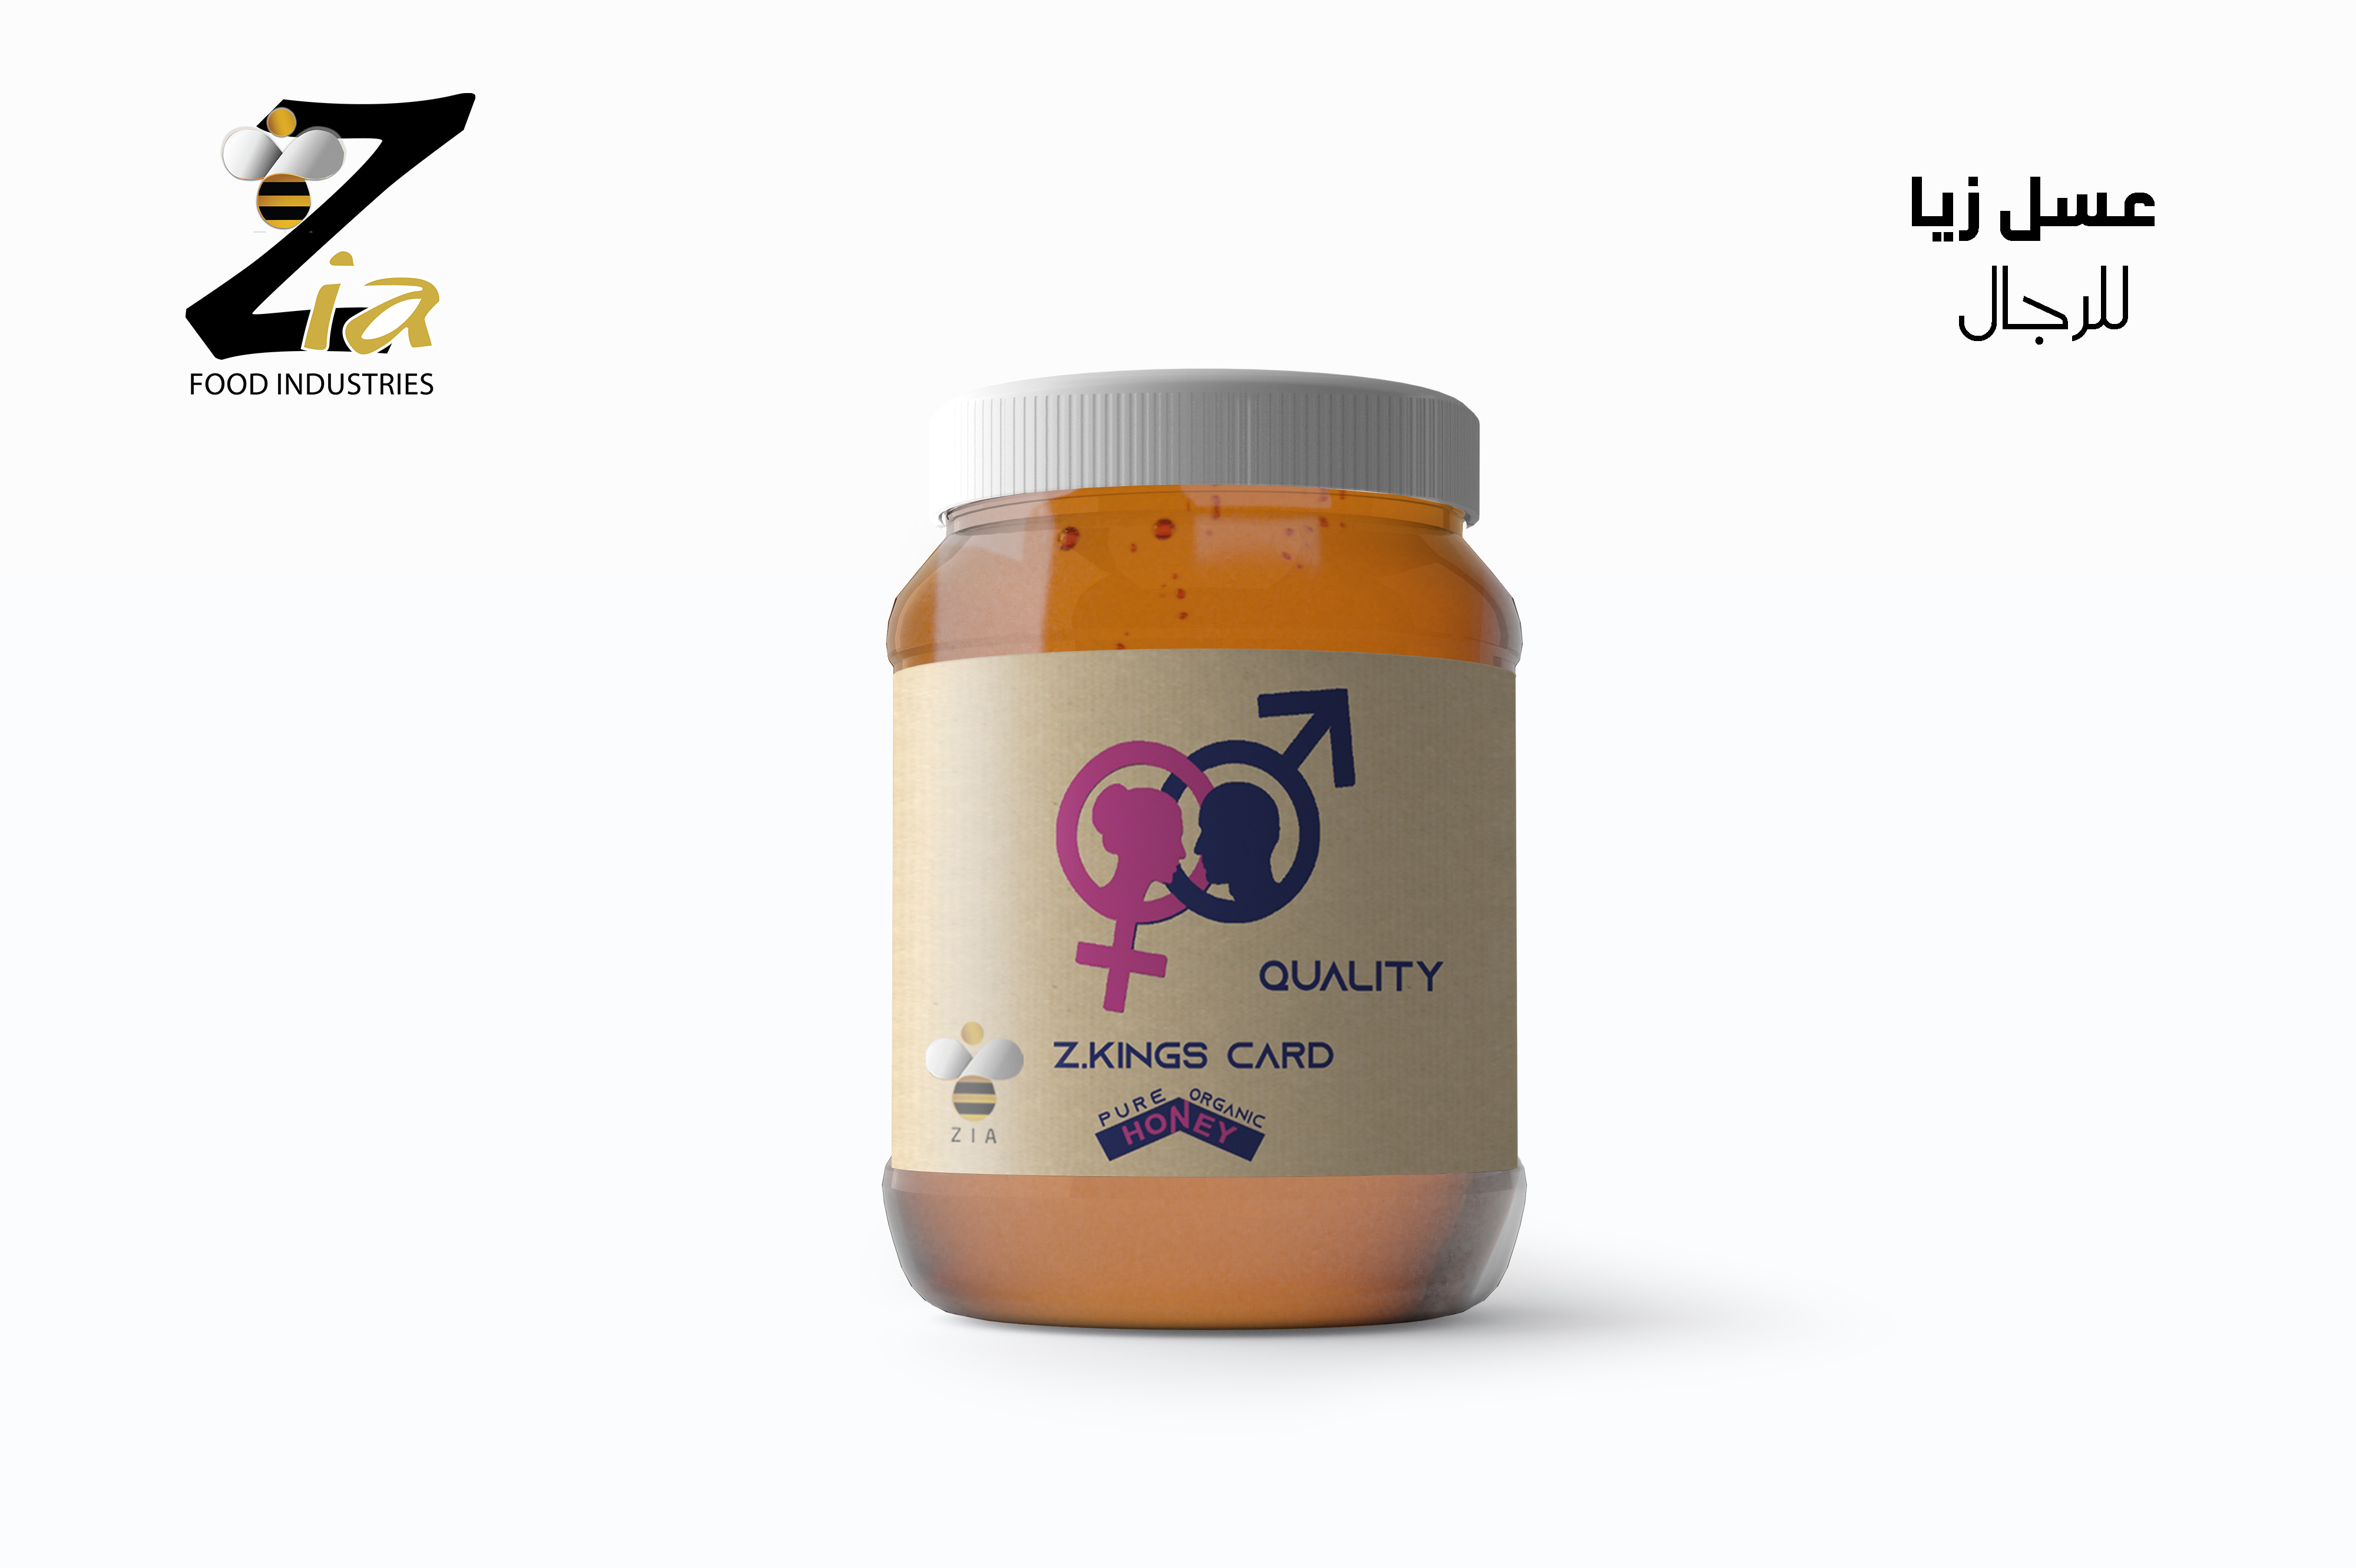 Zia
FOOD INDUSTRIES
عسل زيا
للرجال
QUALITY
Z.KINGS CARD
PURE ORGANIC
HONEY
ZIA